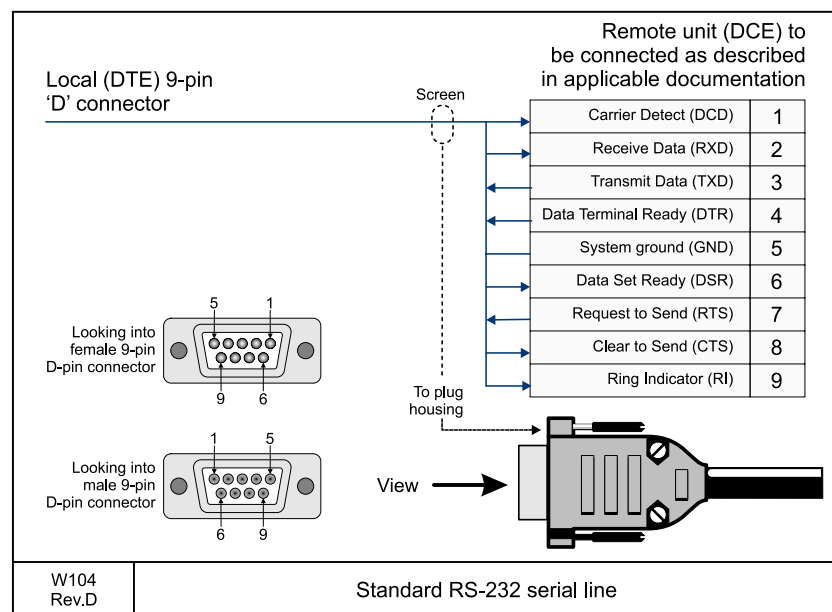 Remote unit (DCE) to
be connected as described
in applicable documentation
Local (DTE) 9-pin
‘D’ connector
Screen
Carrier Detect (DCD) 1
Receive Data (RXD) 2
Transmit Data (TXD) 3
Data Terminal Ready (DTR) 4
System ground (GND) 5
Data Set Ready (DSR) 6
Request to Send (RTS) 7
Clear to Send (CTS) 8
Ring Indicator (RI) 9
5 1
Looking into
female 9-pin
D-pin connector
9 6
To plug
housing
1 5
Looking into
male 9-pin
D-pin connector
6 9
View
W104
Rev.D
Standard RS-232 serial line